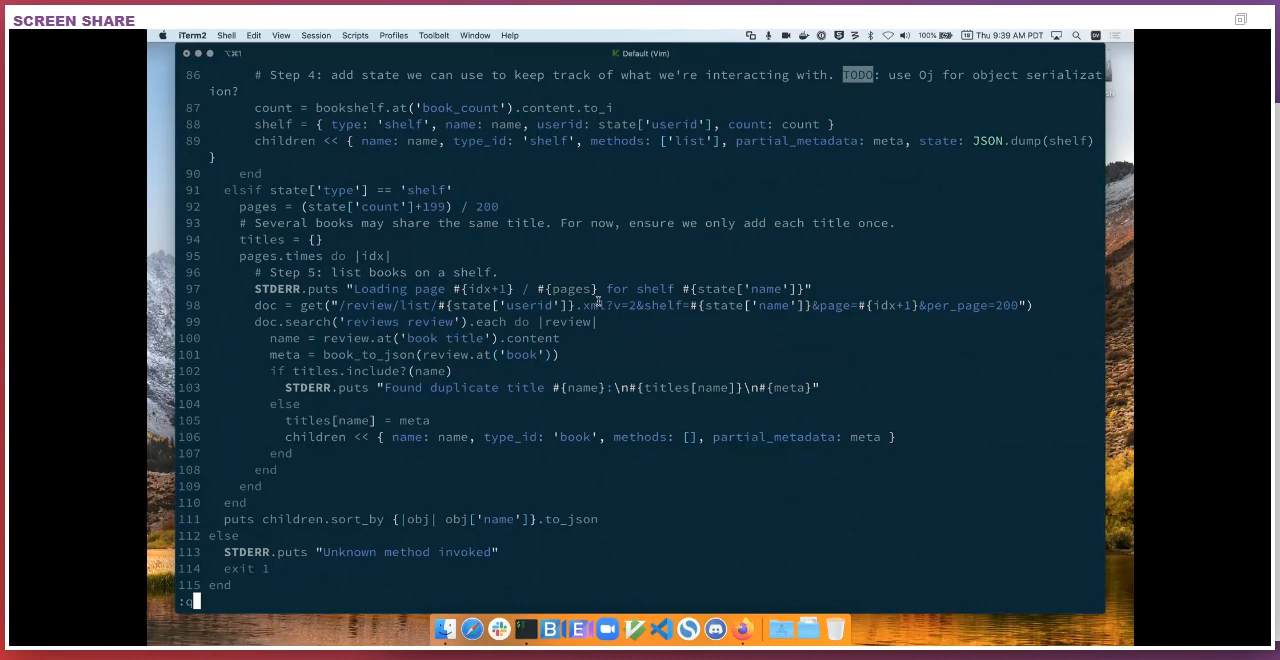 SCREEN SHARE
iTerm2 Shell Edit View Session Scripts Profiles Toolbelt Window Help 100% Thu 9:39 AM PDT
⌥⌘1 Default (Vim)
86 # Step 4: add state we can use to keep track of what we're interacting with. TODO: use Oj for object serializat
ion?
87 count = bookshelf.at('book_count').content.to_i
88 shelf = { type: 'shelf', name: name, userid: state['userid'], count: count }
89 children << { name: name, type_id: 'shelf', methods: ['list'], partial_metadata: meta, state: JSON.dump(shelf)
}
90 end
91 elsif state['type'] == 'shelf'
92 pages = (state['count']+199) / 200
93 # Several books may share the same title. For now, ensure we only add each title once.
94 titles = {}
95 pages.times do |idx|
96 # Step 5: list books on a shelf.
97 STDERR.puts "Loading page #{idx+1} / #{pages} for shelf #{state['name']}"
98 doc = get("/review/list/#{state['userid']}.xml?v=2&shelf=#{state['name']}&page=#{idx+1}&per_page=200")
99 doc.search('reviews review').each do |review|
100 name = review.at('book title').content
101 meta = book_to_json(review.at('book'))
102 if titles.include?(name)
103 STDERR.puts "Found duplicate title #{name}:\n#{titles[name]}\n#{meta}"
104 else
105 titles[name] = meta
106 children << { name: name, type_id: 'book', methods: [], partial_metadata: meta }
107 end
108 end
109 end
110 end
111 puts children.sort_by {|obj| obj['name']}.to_json
112 else
113 STDERR.puts "Unknown method invoked"
114 exit 1
115 end
:q